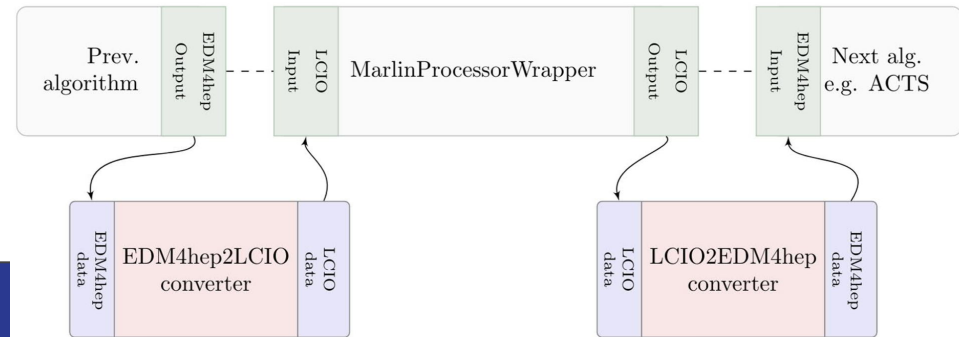 Prev.
algorithm
EDM4hep
Output
LCIO
Input
MarlinProcessorWrapper
LCIO
Output
EDM4hep
Input
Next alg.
e.g. ACTS
EDM4hep
data
EDM4hep2LCIO
converter
LCIO
data
LCIO
data
LCIO2EDM4hep
converter
EDM4hep
data